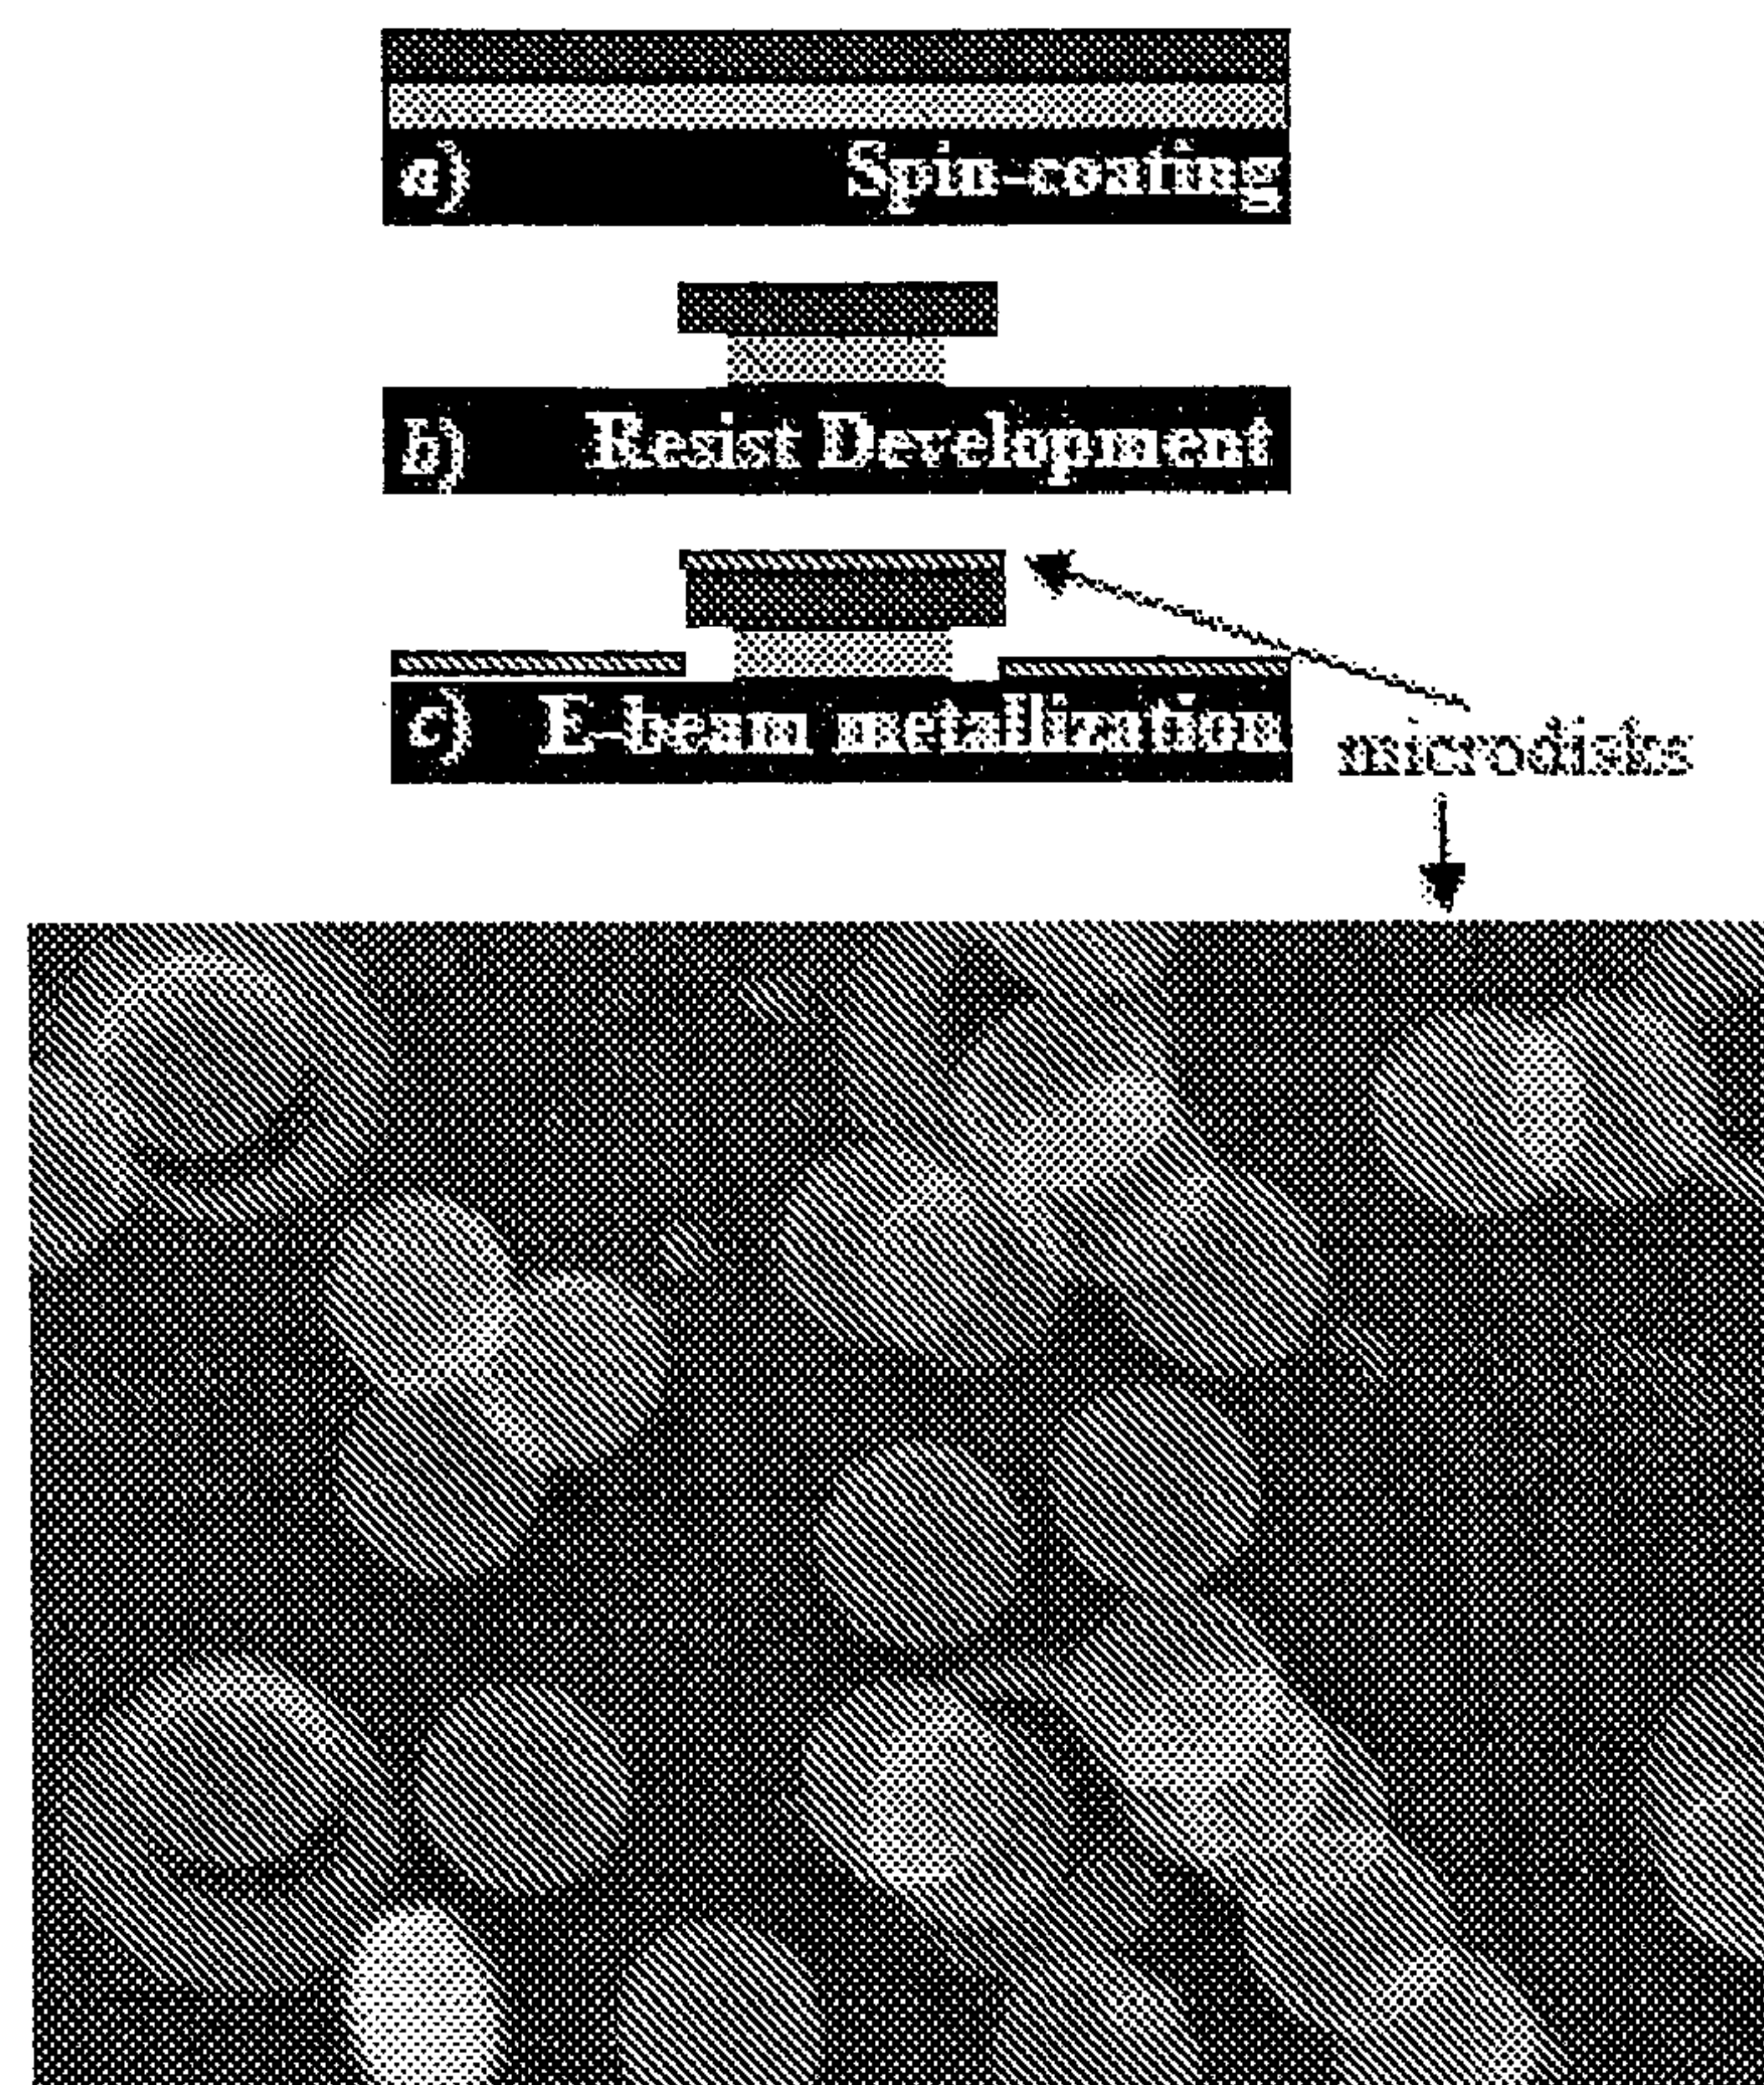 a) Spin-coating
b) Resist Development
c) E-beam metallization
microdisks